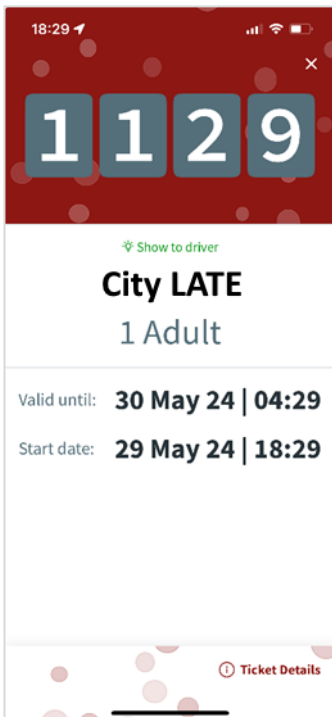 18:29
1129
Show to driver
City LATE
1 Adult
Valid until: 30 May 24 | 04:29
Start date: 29 May 24 | 18:29
Ticket Details